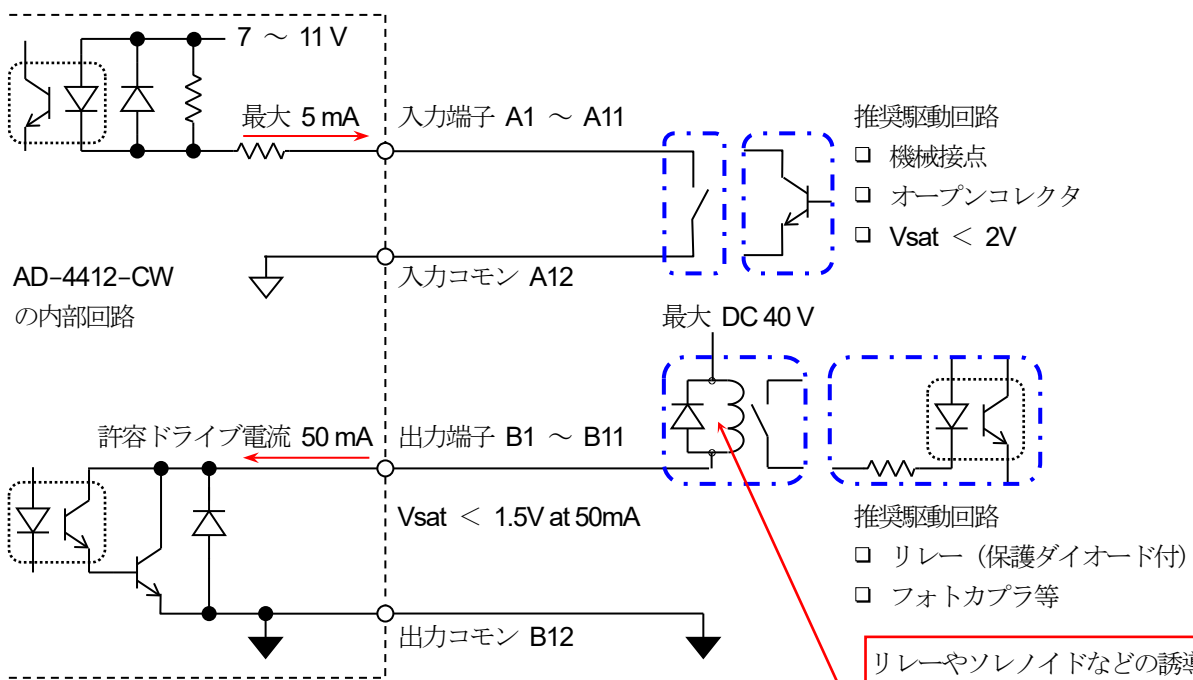 7 ～ 11 V
最大 5 mA
入力端子 A1 ～ A11
推奨駆動回路
❑ 機械接点
❑ オープンコレクタ
❑ Vsat ＜ 2V
入力コモン A12
AD-4412-CW
の内部回路
最大 DC 40 V
許容ドライブ電流 50 mA
出力端子 B1 ～ B11
Vsat ＜ 1.5V at 50mA
推奨駆動回路
❑ リレー（保護ダイオード付）
❑ フォトカプラ等
出力コモン B12
リレーやソレノイドなどの誘導